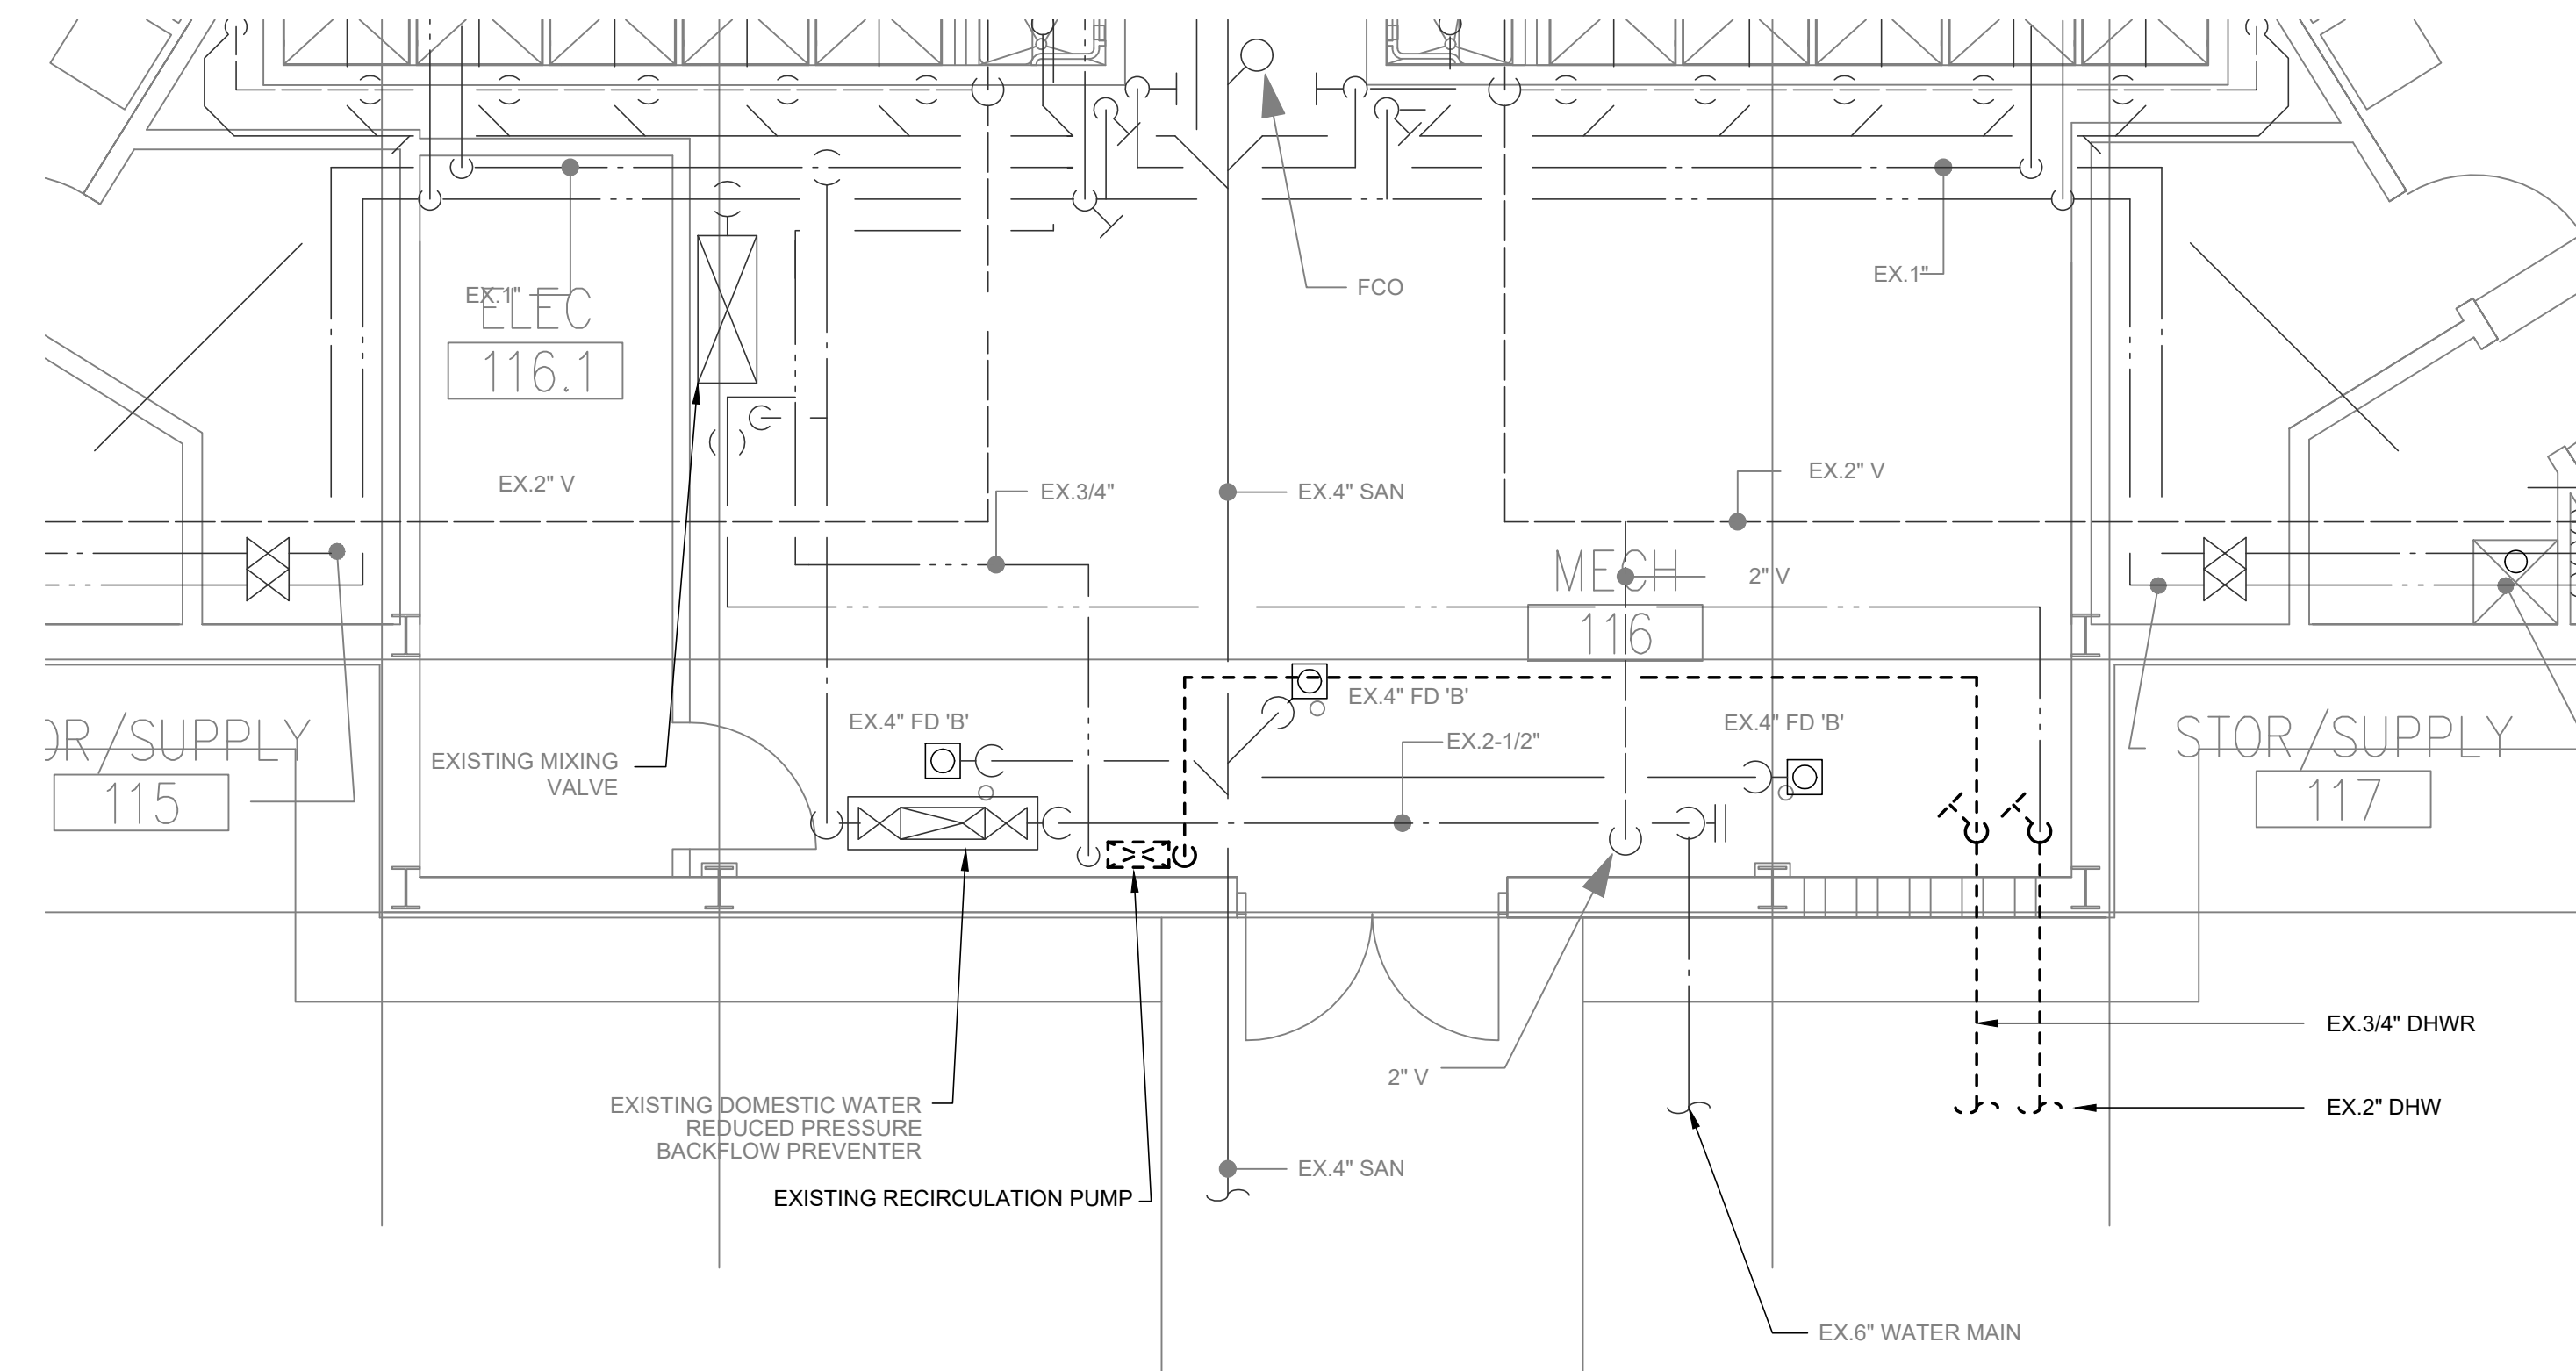 FCO
EX.1"
EX.1"
ELEC
116.1
EX.2" V
EX.3/4"
EX.4" SAN
EX.2" V
MECH
2" V
116
EX.4" FD 'B'
EX.4" FD 'B'
EX.4" FD 'B'
EX.2-1/2"
OR/SUPPLY
115
EXISTING MIXING
VALVE
STOR/SUPPLY
117
EX.3/4" DHWR
2" V
EX.2" DHW
EXISTING DOMESTIC WATER
REDUCED PRESSURE
BACKFLOW PREVENTER
EX.4" SAN
EXISTING RECIRCULATION PUMP
EX.6" WATER MAIN